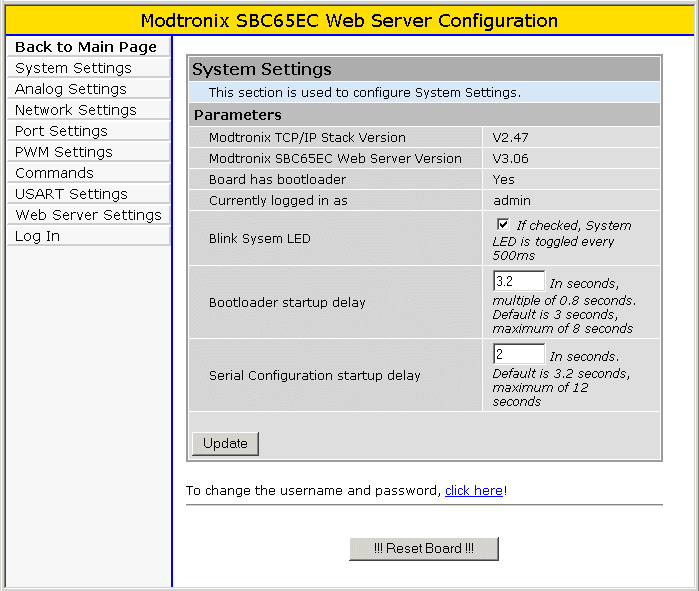 Modtronix SBC65EC Web Server Configuration
Back to Main Page
System Settings
Analog Settings
Network Settings
Port Settings
PWM Settings
Commands
USART Settings
Web Server Settings
Log In
System Settings
This section is used to configure System Settings.
Parameters
Modtronix TCP/IP Stack Version V2.47
Modtronix SBC65EC Web Server Version V3.06
Board has bootloader Yes
Currently logged in as admin
Blink Sysem LED
If checked, System
LED is toggled every
500ms
Bootloader startup delay
3.2 In seconds,
multiple of 0.8 seconds.
Default is 3 seconds,
maximum of 8 seconds
Serial Configuration startup delay
2 In seconds.
Default is 3.2 seconds,
maximum of 12
seconds
Update
To change the username and password, click here!
!!! Reset Board !!!